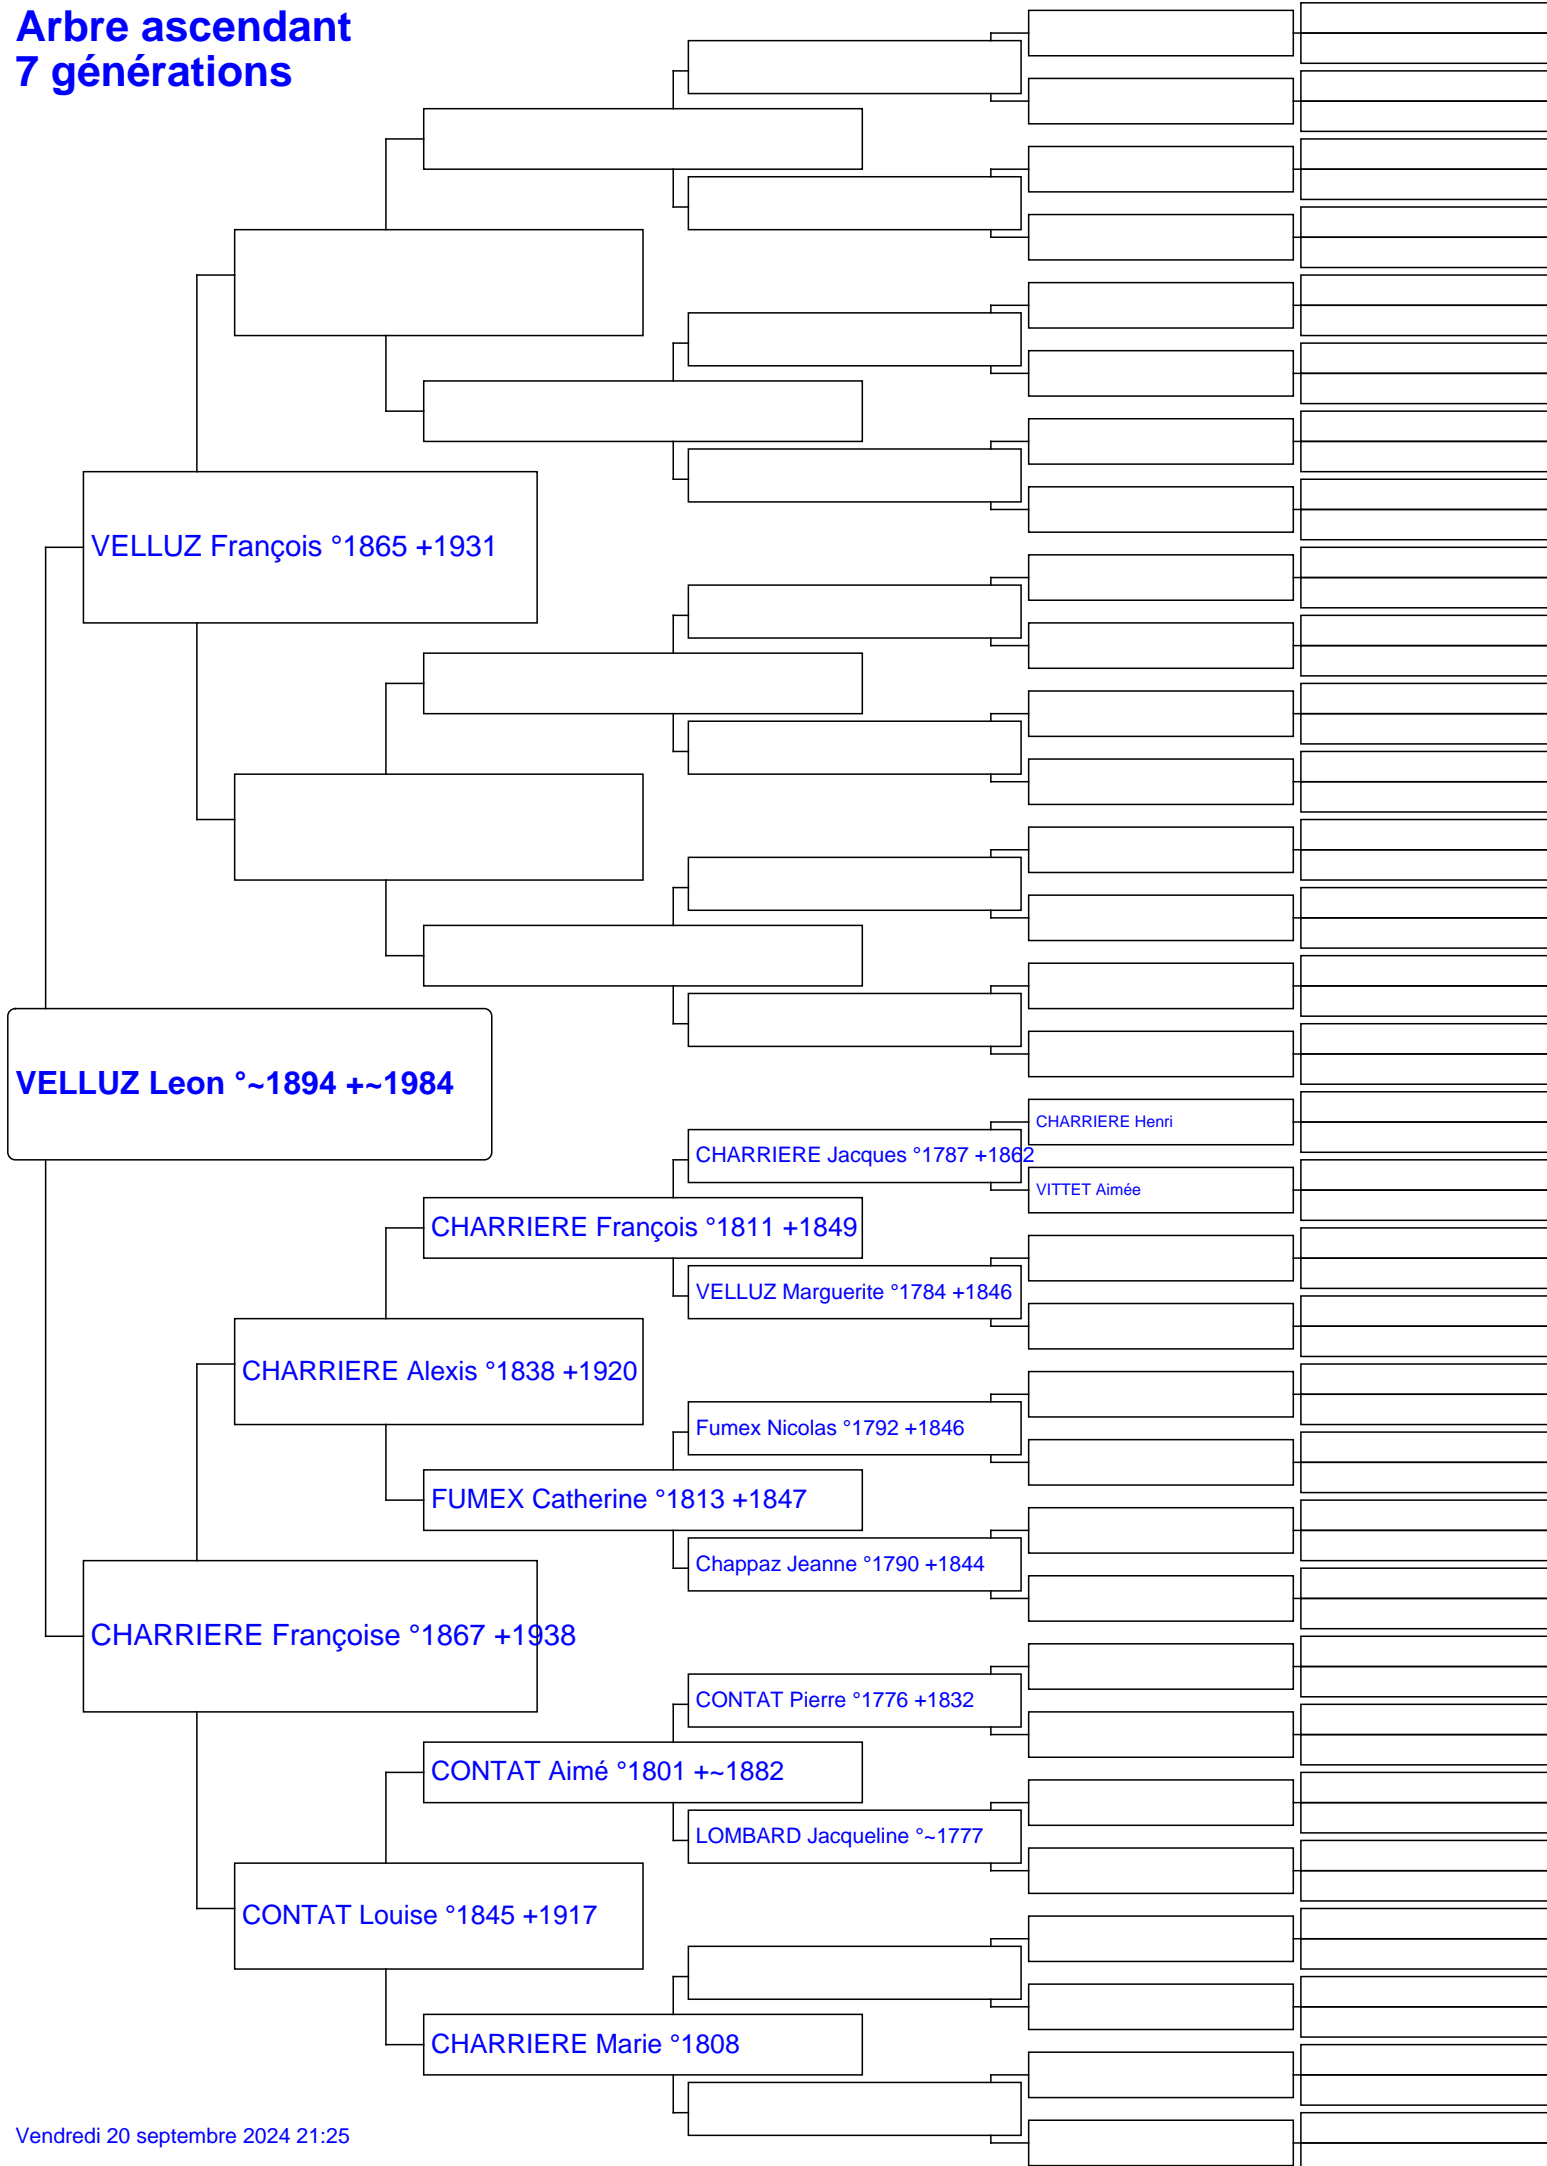 Arbre ascendant
7 générations
VELLUZ François °1865 +1931
VELLUZ Leon °~1894 +~1984
CHARRIERE Henri
CHARRIERE Jacques °1787 +1862
VITTET Aimée
CHARRIERE François °1811 +1849
VELLUZ Marguerite °1784 +1846
CHARRIERE Alexis °1838 +1920
Fumex Nicolas °1792 +1846
FUMEX Catherine °1813 +1847
Chappaz Jeanne °1790 +1844
CHARRIERE Françoise °1867 +1938
CONTAT Pierre °1776 +1832
CONTAT Aimé °1801 +~1882
LOMBARD Jacqueline °~1777
CONTAT Louise °1845 +1917
CHARRIERE Marie °1808
Vendredi 20 septembre 2024 21:25